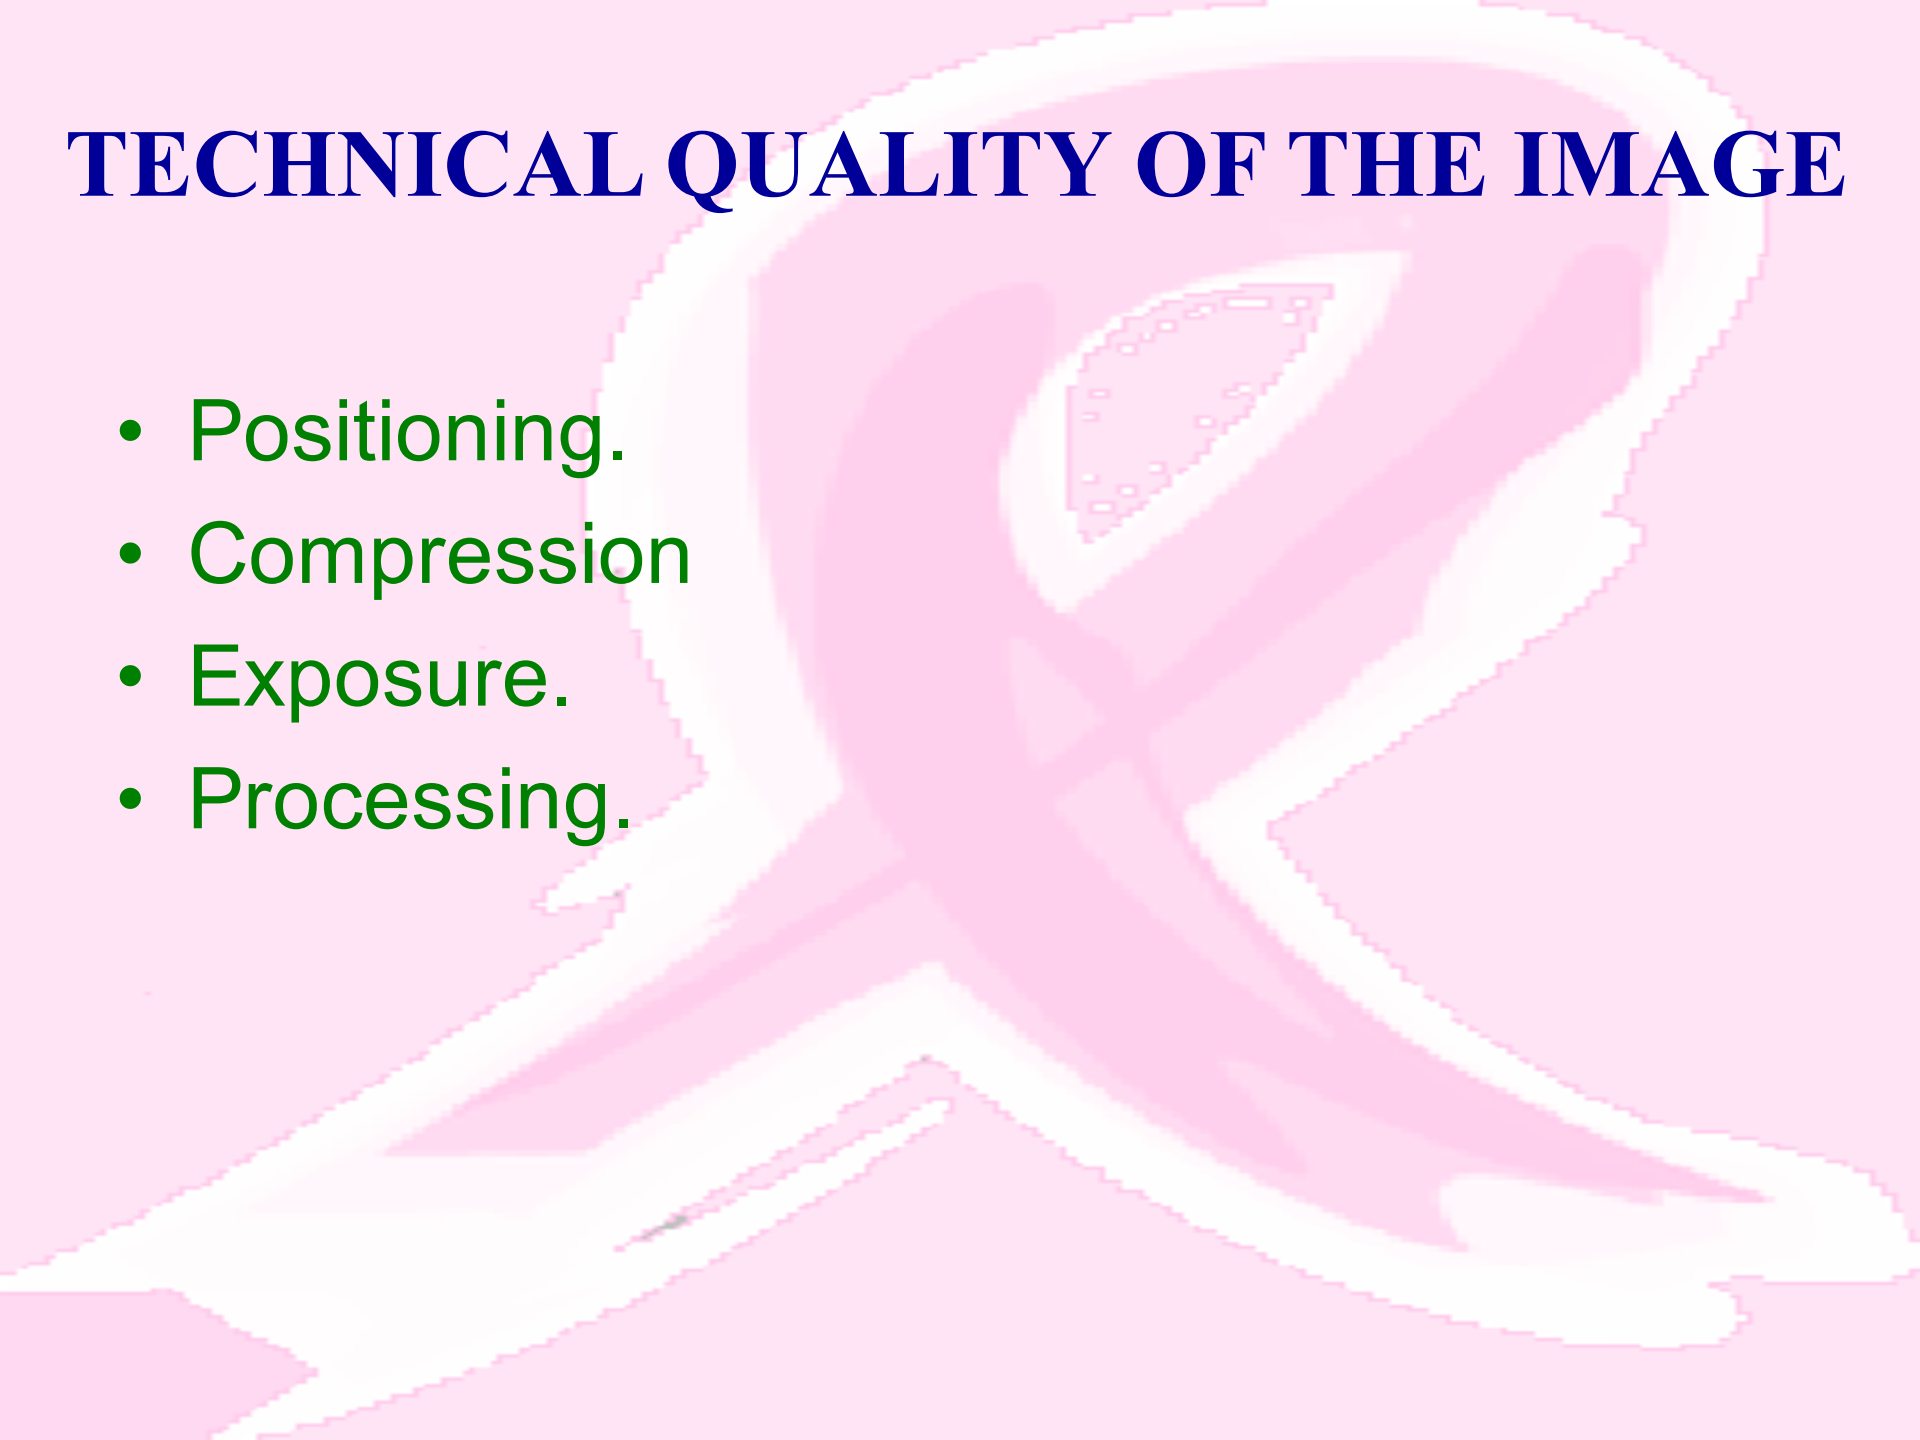 TECHNICAL QUALITY OF THE IMAGE
• Positioning.
• Compression
• Exposure.
• Processing.